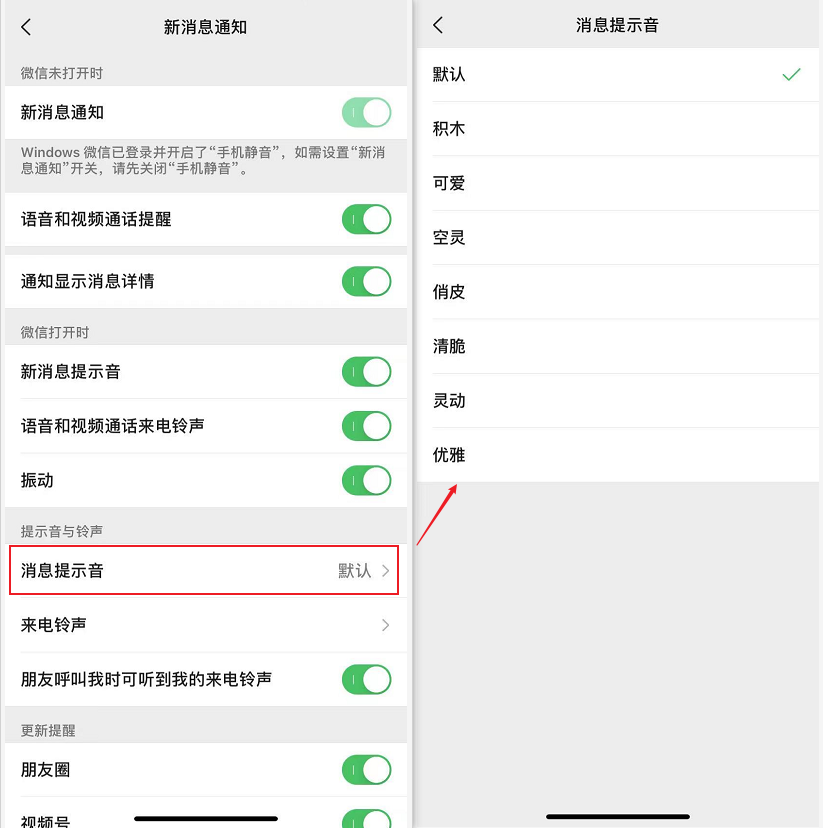 新消息通知
微信未打开时
新消息通知
Windows 微信已登录并开启了“手机静音”，如需设置“新消
息通知”开关，请先关闭“手机静音”。
语音和视频通话提醒
通知显示消息详情
微信打开时
新消息提示音
语音和视频通话来电铃声
振动
提示音与铃声
消息提示音 默认
来电铃声
朋友呼叫我时可听到我的来电铃声
更新提醒
朋友圈
视频号
消息提示音
默认
积木
可爱
空灵
俏皮
清脆
灵动
优雅